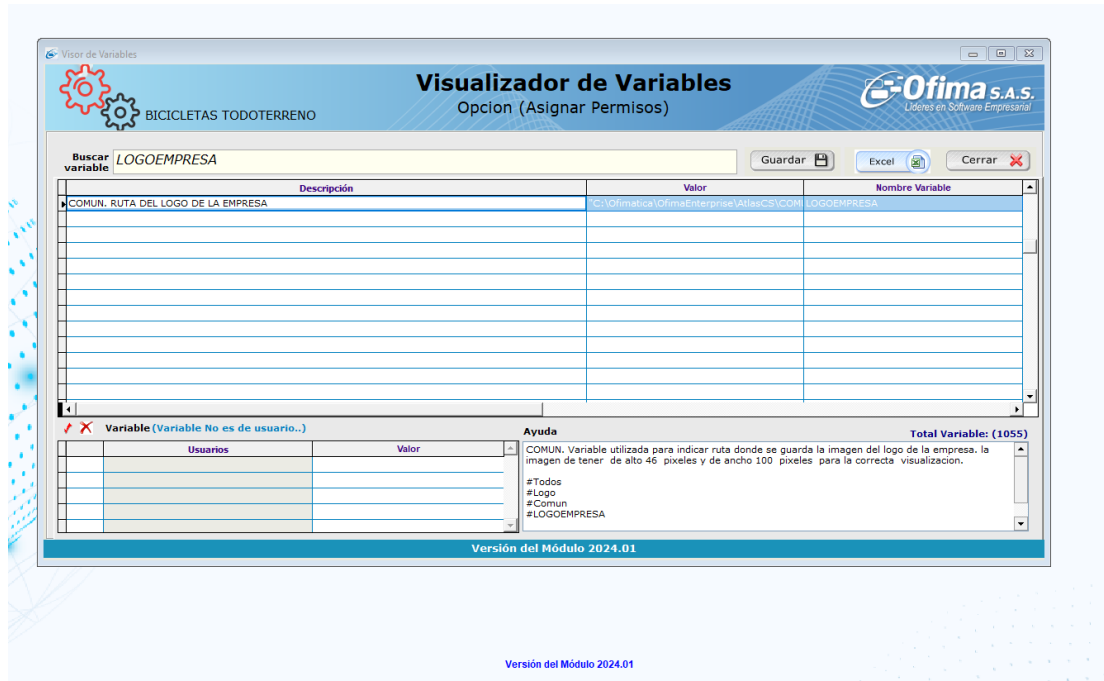 Visor de Variables
Visualizador de Variables
Opcion (Asignar Permisos)
BICICLETAS TODOTERRENO
Ofima S.A.S.
Líderes en Software Empresarial
Buscar variable
LOGOEMPRESA
Guardar
Excel
Cerrar
Descripción Valor Nombre Variable
COMUN. RUTA DEL LOGO DE LA EMPRESA "C:\Ofimatica\OfimaEnterprise\AtlasCS\COM LOGOEMPRESA
Variable (Variable No es de usuario..)
Usuarios Valor
Ayuda
Total Variable: (1055)
COMUN. Variable utilizada para indicar ruta donde se guarda la imagen del logo de la empresa. la
imagen de tener de alto 46 pixeles y de ancho 100 pixeles para la correcta visualizacion.
#Todos
#Logo
#Comun
#LOGOEMPRESA
Versión del Módulo 2024.01
Versión del Módulo 2024.01